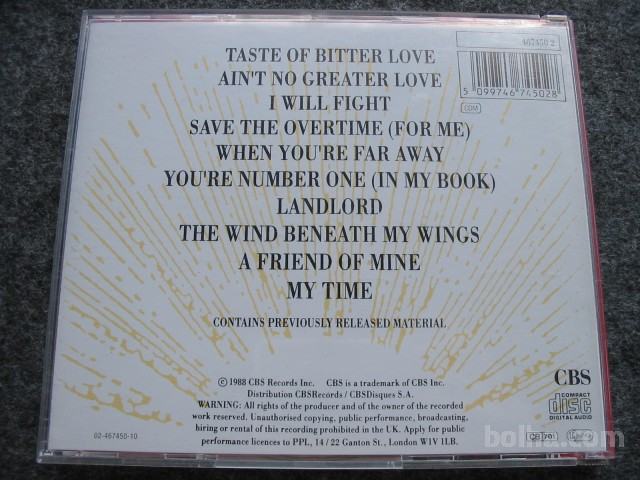 467450 2
5 099746 745028
CDM
TASTE OF BITTER LOVE
AIN'T NO GREATER LOVE
I WILL FIGHT
SAVE THE OVERTIME (FOR ME)
WHEN YOU'RE FAR AWAY
YOU'RE NUMBER ONE (IN MY BOOK)
LANDLORD
THE WIND BENEATH MY WINGS
A FRIEND OF MINE
MY TIME
CONTAINS PREVIOUSLY RELEASED MATERIAL
℗ 1988 CBS Records Inc. CBS is a trademark of CBS Inc.
Distribution CBSRecords / CBSDisques S.A.
WARNING: All rights of the producer and of the owner of the recorded
work reserved. Unauthorised copying, public performance, broadcasting,
hiring or rental of this recording prohibited in the UK. Apply for public
performance licences to PPL, 14 / 22 Ganton St., London W1V 1LB.
02-467450-10
CBS
COMPACT
disc
DIGITAL AUDIO
bolha.com